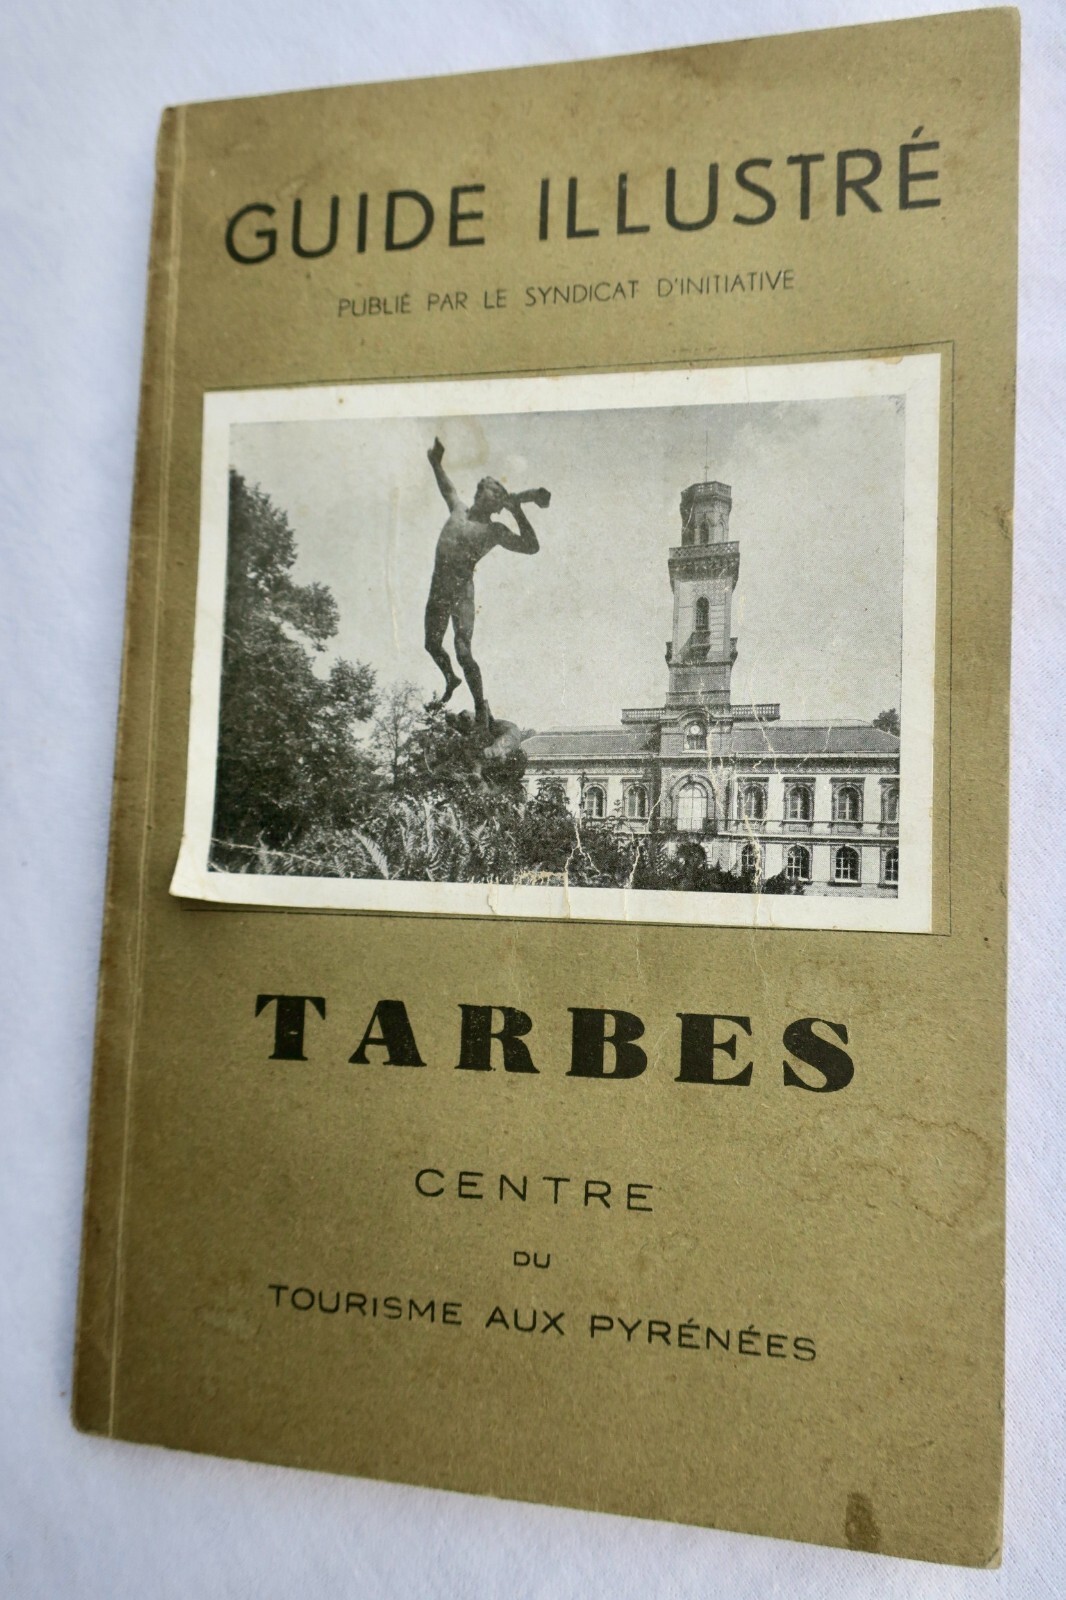 GUIDE ILLUSTRÉ
PUBLIÉ PAR LE SYNDICAT D'INITIATIVE
TARBES
CENTRE
DU
TOURISME AUX PYRÉNÉES